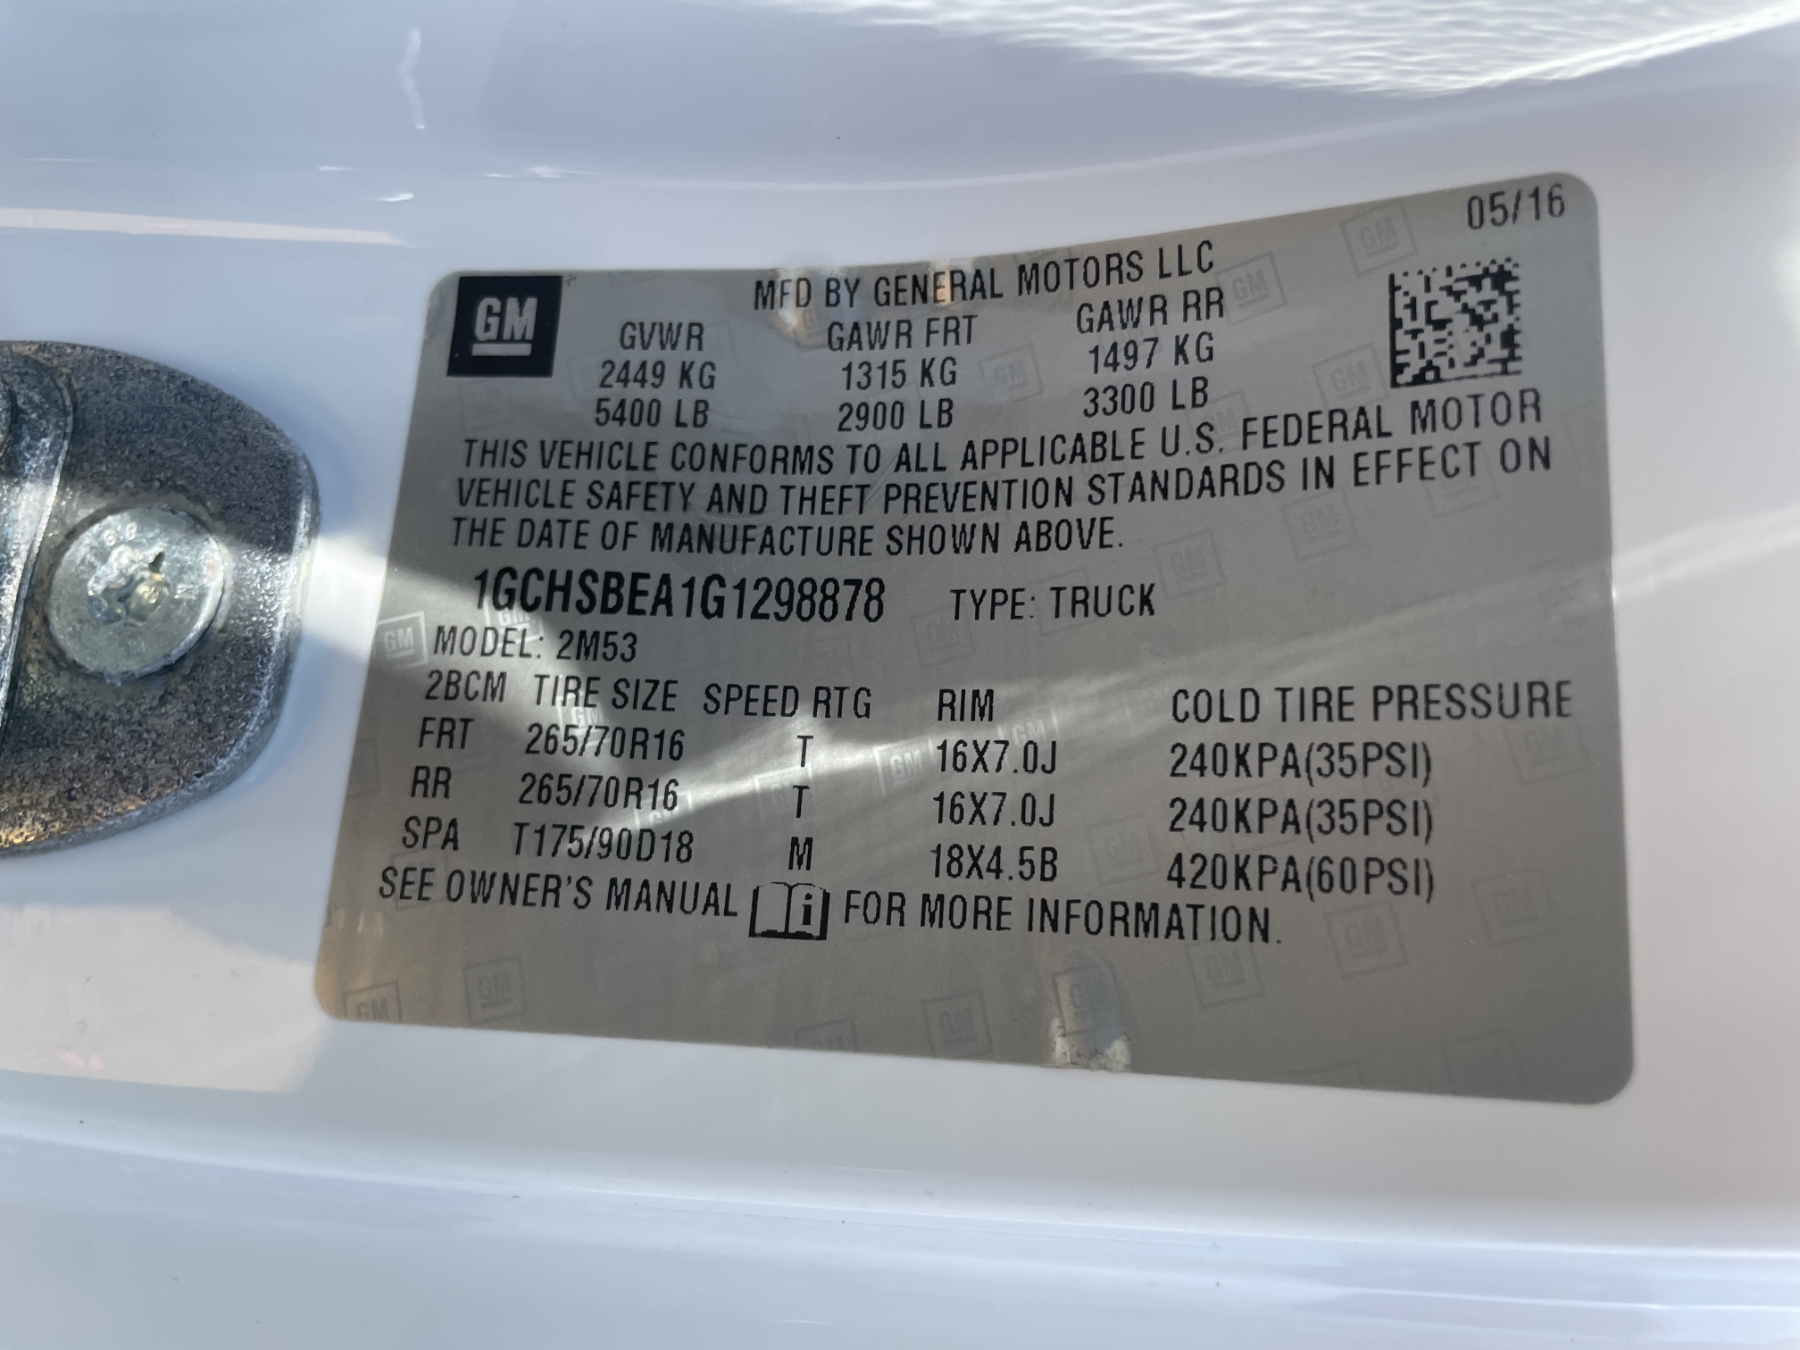 05/16
GM
MFD BY GENERAL MOTORS LLC
GVWR GAWR FRT GAWR RR
2449 KG 1315 KG 1497 KG
5400 LB 2900 LB 3300 LB
THIS VEHICLE CONFORMS TO ALL APPLICABLE U.S. FEDERAL MOTOR
VEHICLE SAFETY AND THEFT PREVENTION STANDARDS IN EFFECT ON
THE DATE OF MANUFACTURE SHOWN ABOVE.
1GCHSBEA1G1298878 TYPE: TRUCK
MODEL: 2M53
2BCM TIRE SIZE SPEED RTG RIM COLD TIRE PRESSURE
FRT 265/70R16 T 16X7.0J 240KPA(35PSI)
RR 265/70R16 T 16X7.0J 240KPA(35PSI)
SPA T175/90D18 M 18X4.5B 420KPA(60PSI)
SEE OWNER'S MANUAL i FOR MORE INFORMATION.